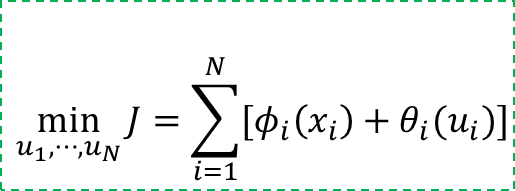 min_{u_1,⋯,u_N} J = ∑_{i=1}^{N} [ϕ_i(x_i) + θ_i(u_i)]